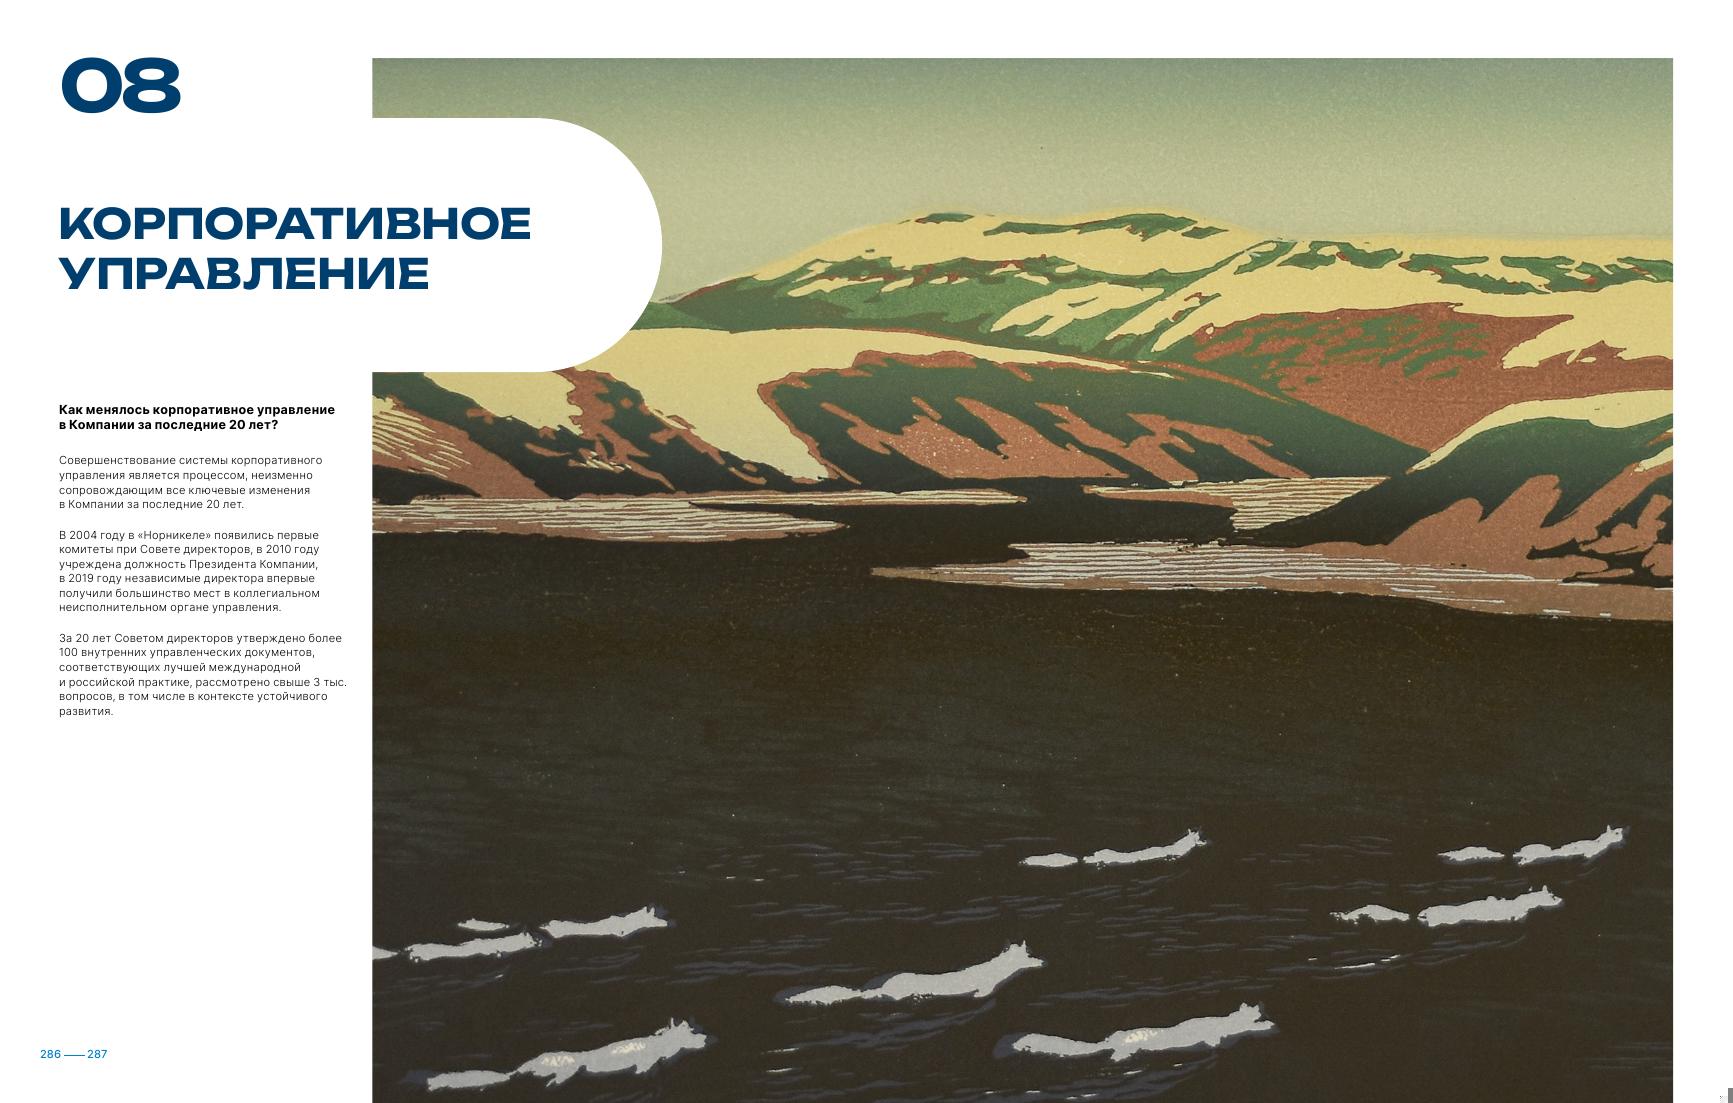 08
КОРПОРАТИВНОЕ
УПРАВЛЕНИЕ
Как менялось корпоративное управление
в Компании за последние 20 лет?
Совершенствование системы корпоративного
управления является процессом, неизменно
сопровождающим все ключевые изменения
в Компании за последние 20 лет.
В 2004 году в «Норникеле» появились первые
комитеты при Совете директоров, в 2010 году
учреждена должность Президента Компании,
в 2019 году независимые директора впервые
получили большинство мест в коллегиальном
неисполнительном органе управления.
За 20 лет Советом директоров утверждено более
100 внутренних управленческих документов,
соответствующих лучшей международной
и российской практике, рассмотрено свыше 3 тыс.
вопросов, в том числе в контексте устойчивого
развития.
286 — 287